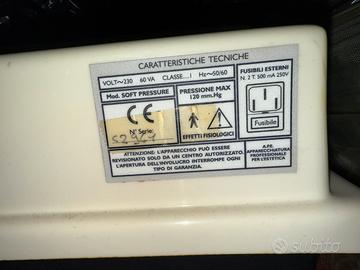 CARATTERISTICHE TECNICHE
VOLT~230 60 VA CLASSE...I Hz~50/60
FUSIBILI ESTERNI
N. 2 T. 500 mA 250V
Mod. SOFT PRESSURE
PRESSIONE MAX
120 mm.Hg
CE
N° Serie:
EFFETTI FISIOLOGICI
Fusibile
ATTENZIONE: L'APPARECCHIO PUÒ ESSERE
REVISIONATO SOLO DA UN CENTRO AUTORIZZATO.
L'APERTURA DELL'INVOLUCRO INTERROMPE OGNI
TIPO DI GARANZIA.
A.P.E.
APPARECCHIATURA
PROFESSIONALE
PER L'ESTETICA
subito